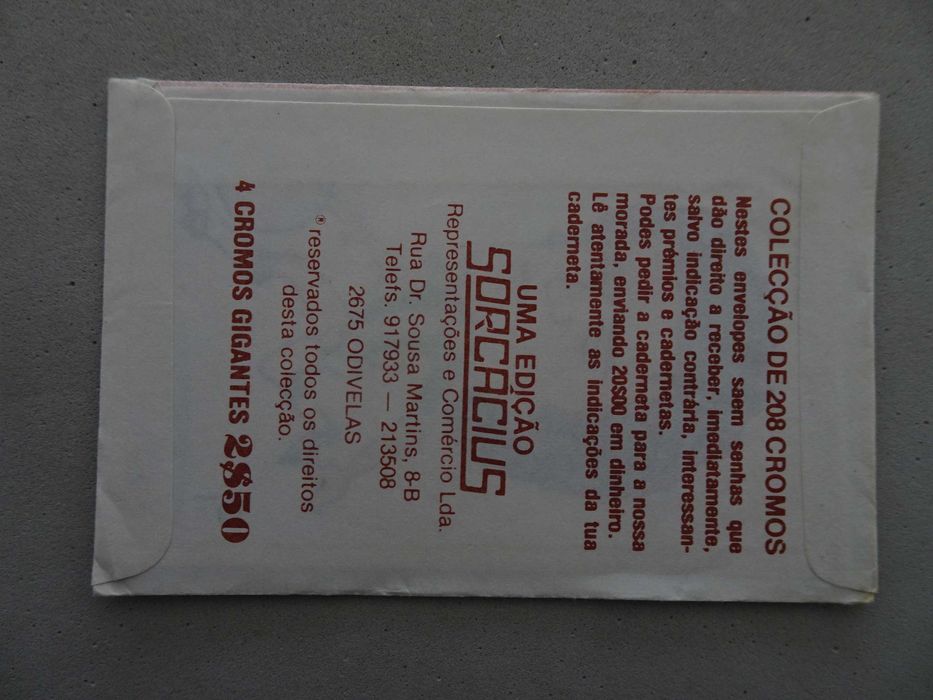 COLECÇÃO DE 208 CROMOS
Nestes envelopes saem senhas que
dão direito a receber, imediatamente,
salvo indicação contrária, interessan-
tes prémios e cadernetas.
Podes pedir a caderneta para a nossa
morada, enviando 20$00 em dinheiro.
Lê atentamente as indicações da tua
caderneta.
UMA EDIÇÃO
SORCACIUS
Representações e Comércio Lda.
Rua Dr. Sousa Martins, 8-B
Telefs. 917933 — 213508
2675 ODIVELAS
® reservados todos os direitos
desta colecção.
4 CROMOS GIGANTES 2$50